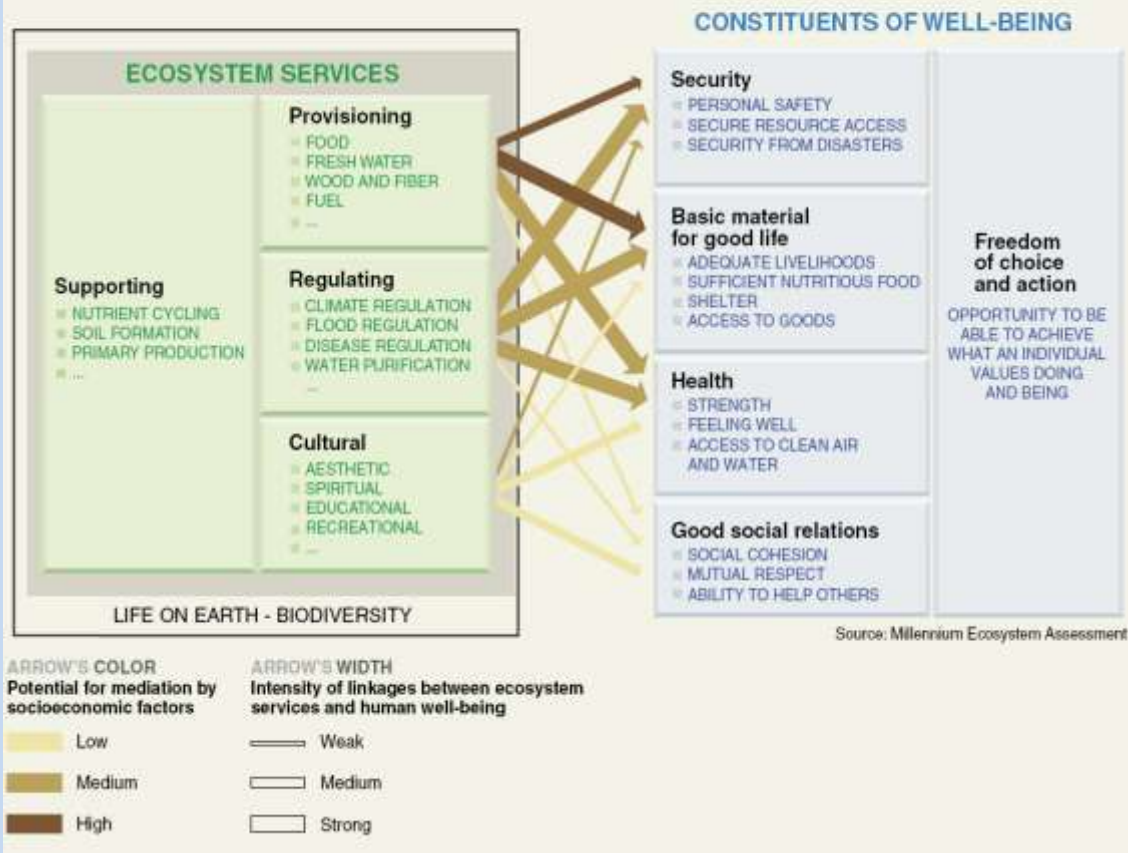 CONSTITUENTS OF WELL-BEING
ECOSYSTEM SERVICES
Supporting
NUTRIENT CYCLING
SOIL FORMATION
PRIMARY PRODUCTION
...
Provisioning
FOOD
FRESH WATER
WOOD AND FIBER
FUEL
...
Regulating
CLIMATE REGULATION
FLOOD REGULATION
DISEASE REGULATION
WATER PURIFICATION
...
Cultural
AESTHETIC
SPIRITUAL
EDUCATIONAL
RECREATIONAL
...
LIFE ON EARTH - BIODIVERSITY
Security
PERSONAL SAFETY
SECURE RESOURCE ACCESS
SECURITY FROM DISASTERS
Basic material
for good life
ADEQUATE LIVELIHOODS
SUFFICIENT NUTRITIOUS FOOD
SHELTER
ACCESS TO GOODS
Health
STRENGTH
FEELING WELL
ACCESS TO CLEAN AIR
AND WATER
Good social relations
SOCIAL COHESION
MUTUAL RESPECT
ABILITY TO HELP OTHERS
Freedom
of choice
and action
OPPORTUNITY TO BE
ABLE TO ACHIEVE
WHAT AN INDIVIDUAL
VALUES DOING
AND BEING
Source: Millennium Ecosystem Assessment
ARROW'S COLOR
Potential for mediation by
socioeconomic factors
Low
Medium
High
ARROW'S WIDTH
Intensity of linkages between ecosystem
services and human well-being
Weak
Medium
Strong